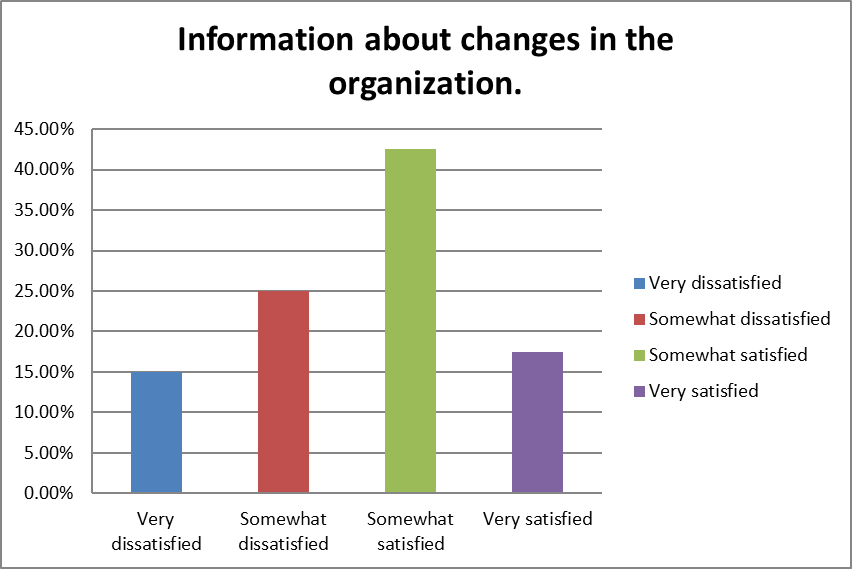 Information about changes in the
organization.
45.00%
40.00%
35.00%
30.00%
25.00%
20.00%
15.00%
10.00%
5.00%
0.00%
Very
dissatisfied
Somewhat
dissatisfied
Somewhat
satisfied
Very satisfied
Very dissatisfied
Somewhat dissatisfied
Somewhat satisfied
Very satisfied